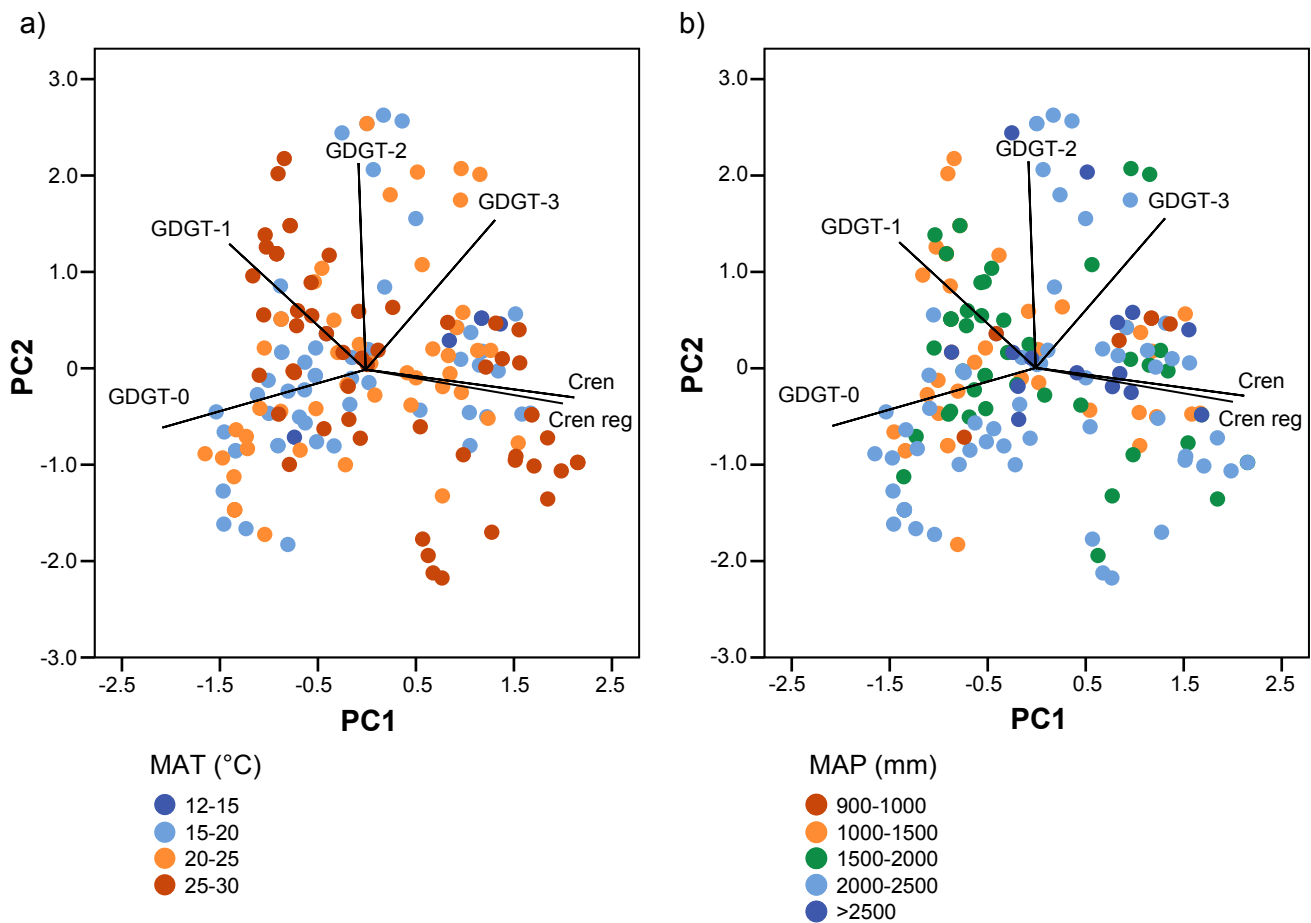 a)
3.0
2.0
1.0
0
-1.0
-2.0
-3.0
PC2
GDGT-2
GDGT-3
GDGT-1
GDGT-0
Cren
Cren reg
-2.5
-1.5
-0.5
0.5
1.5
2.5
PC1
MAT (°C)
12-15
15-20
20-25
25-30
b)
3.0
2.0
1.0
0
-1.0
-2.0
-3.0
PC2
GDGT-2
GDGT-3
GDGT-1
GDGT-0
Cren
Cren reg
-2.5
-1.5
-0.5
0.5
1.5
2.5
PC1
MAP (mm)
900-1000
1000-1500
1500-2000
2000-2500
>2500